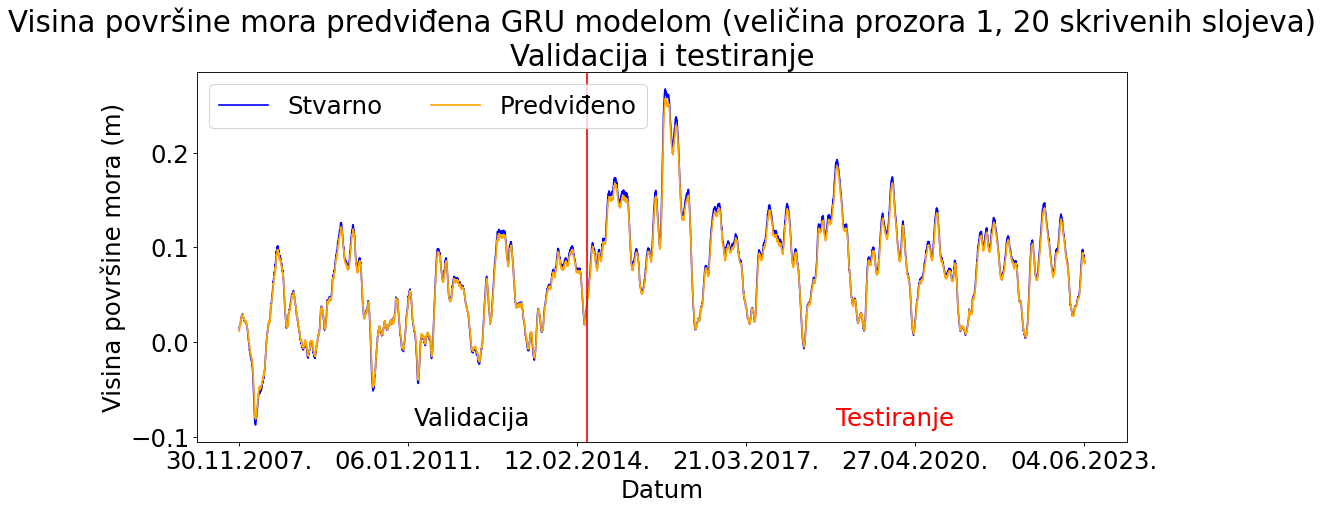 Visina površine mora predviđena GRU modelom (veličina prozora 1, 20 skrivenih slojeva)
Validacija i testiranje
Stvarno
Predviđeno
Visina površine mora (m)
0.2
0.1
0.0
−0.1
Validacija
Testiranje
30.11.2007.
06.01.2011.
12.02.2014.
21.03.2017.
27.04.2020.
04.06.2023.
Datum